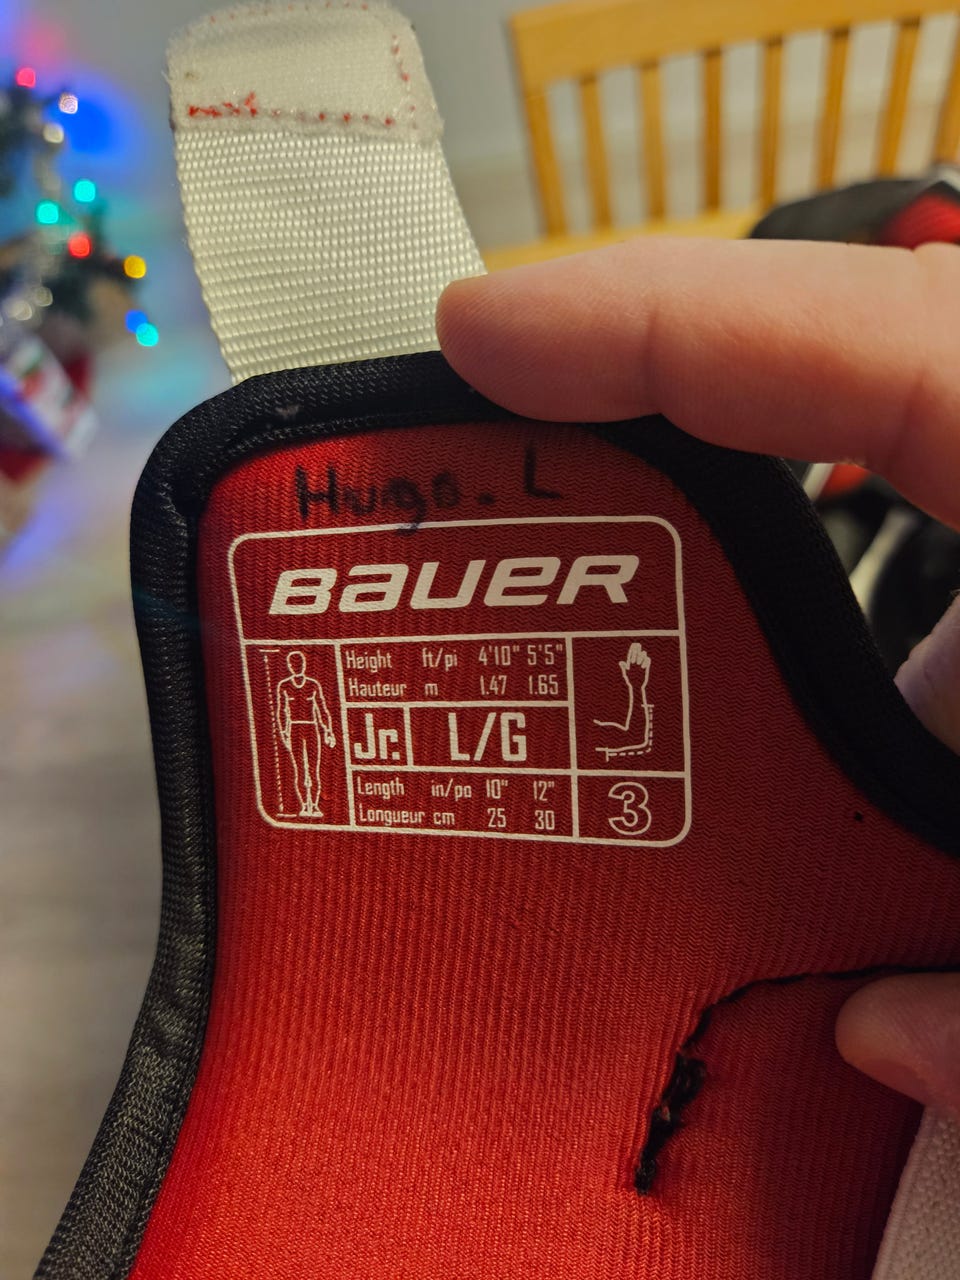 Hugo. L
BAUER
Height ft/pi 4'10" 5'5"
Hauteur m 1.47 1.65
Jr. L/G
Length in/po 10" 12"
Longueur cm 25 30
3